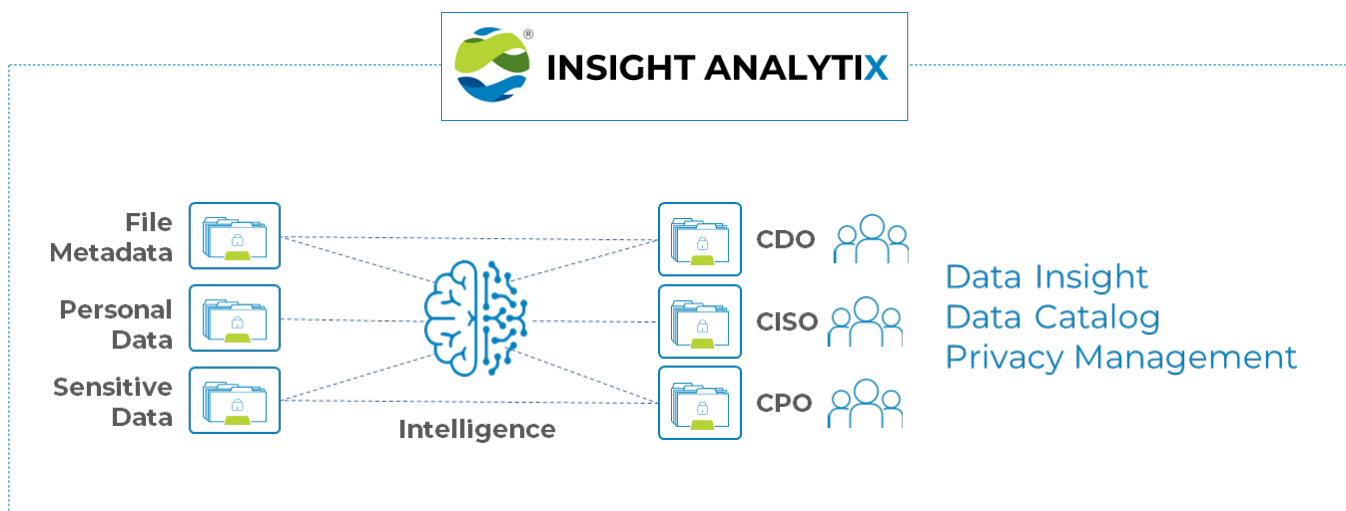 ®
INSIGHT ANALYTIX
File
Metadata
CDO
Personal
Data
CISO
Sensitive
Data
CPO
Intelligence
Data Insight
Data Catalog
Privacy Management